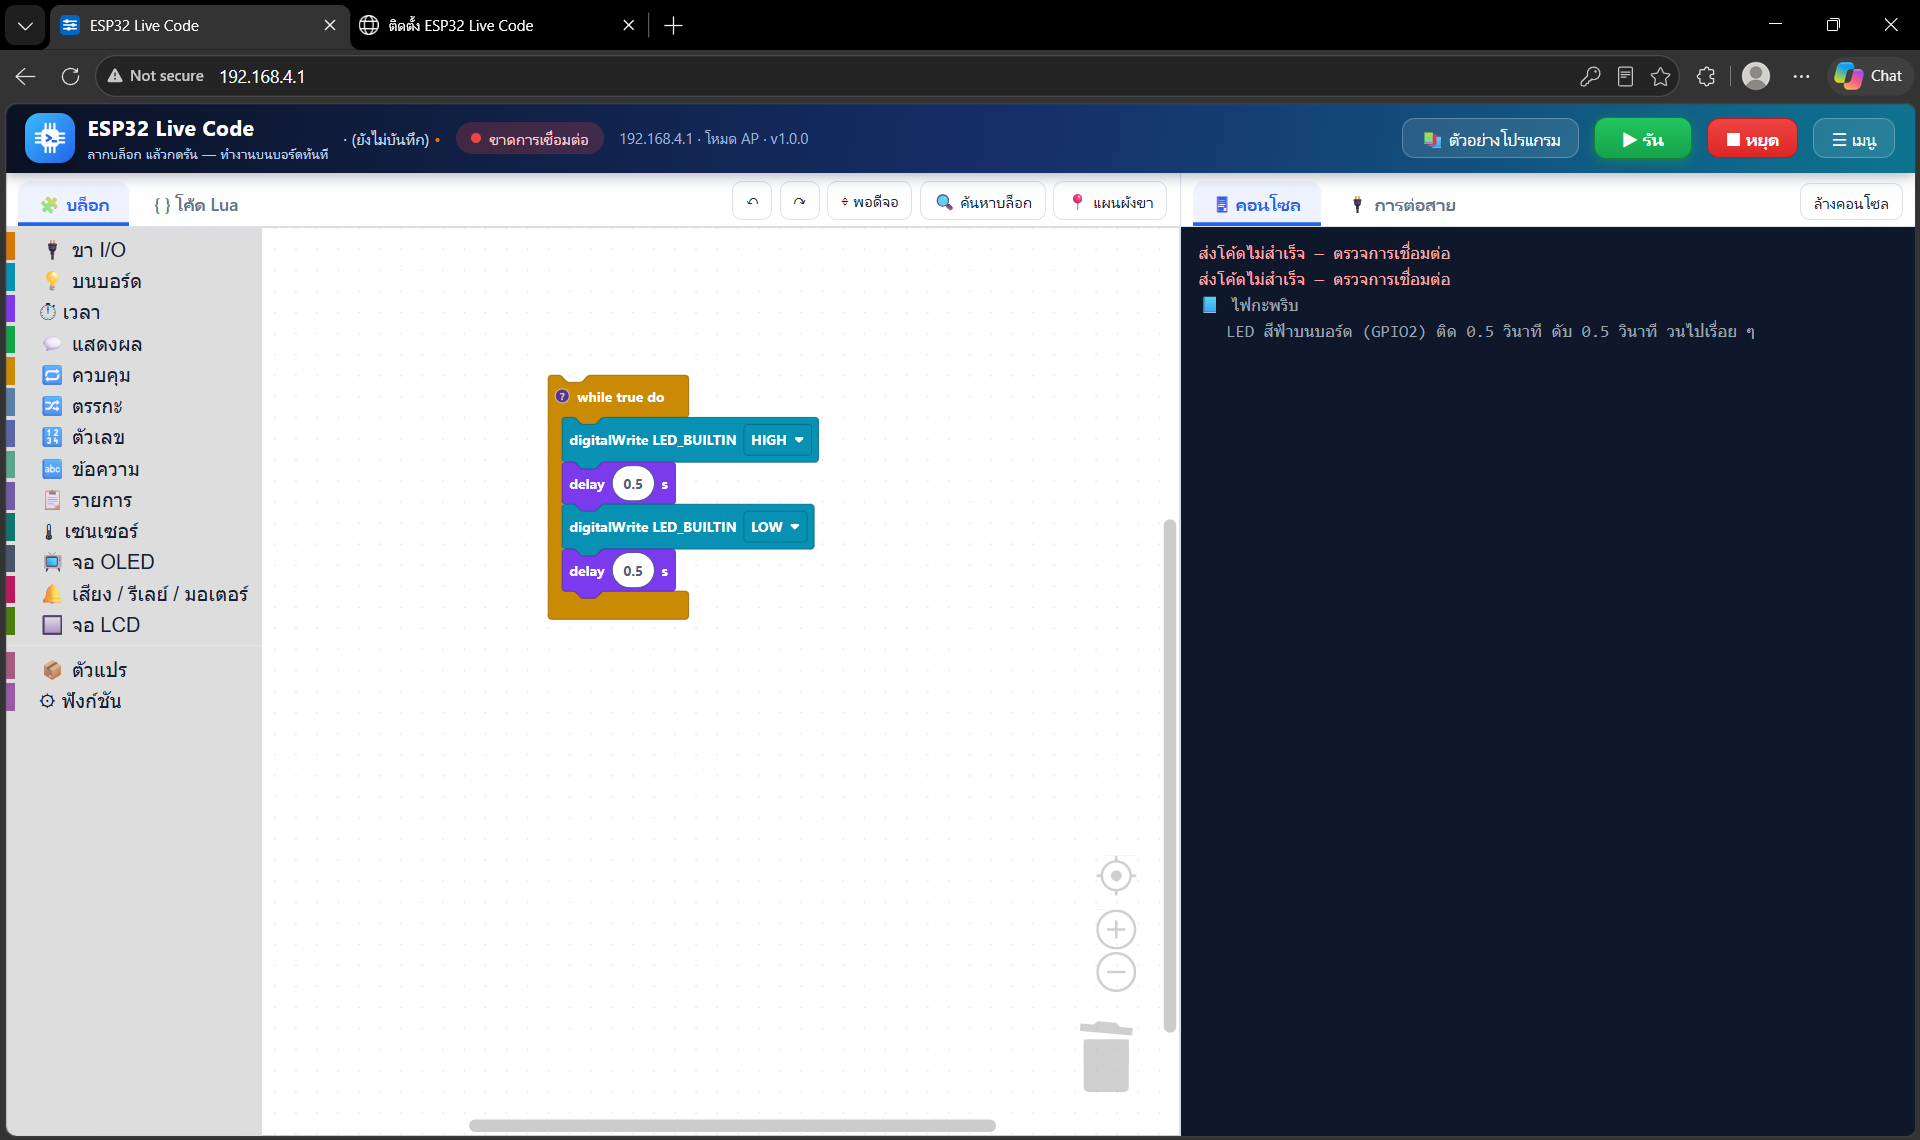 ESP32 Live Code
ติดตั้ง ESP32 Live Code
Not secure 192.168.4.1
Chat
ESP32 Live Code
ลากบล็อก แล้วกดรัน — ทำงานบนบอร์ดทันที
· (ยังไม่บันทึก) •
ขาดการเชื่อมต่อ
192.168.4.1 · โหมด AP · v1.0.0
ตัวอย่างโปรแกรม
▶ รัน
■ หยุด
☰ เมนู
บล็อก
{ } โค้ด Lua
พอดีจอ
ค้นหาบล็อก
แผนผังขา
คอนโซล
การต่อสาย
ล้างคอนโซล
ขา I/O
บนบอร์ด
เวลา
แสดงผล
ควบคุม
ตรรกะ
ตัวเลข
ข้อความ
รายการ
เซนเซอร์
จอ OLED
เสียง / รีเลย์ / มอเตอร์
จอ LCD
ตัวแปร
ฟังก์ชัน
? while true do
digitalWrite LED_BUILTIN HIGH
delay 0.5 s
digitalWrite LED_BUILTIN LOW
delay 0.5 s
ส่งโค้ดไม่สำเร็จ — ตรวจการเชื่อมต่อ
ส่งโค้ดไม่สำเร็จ — ตรวจการเชื่อมต่อ
ไฟกะพริบ
LED สีฟ้าบนบอร์ด (GPIO2) ติด 0.5 วินาที ดับ 0.5 วินาที วนไปเรื่อย ๆ